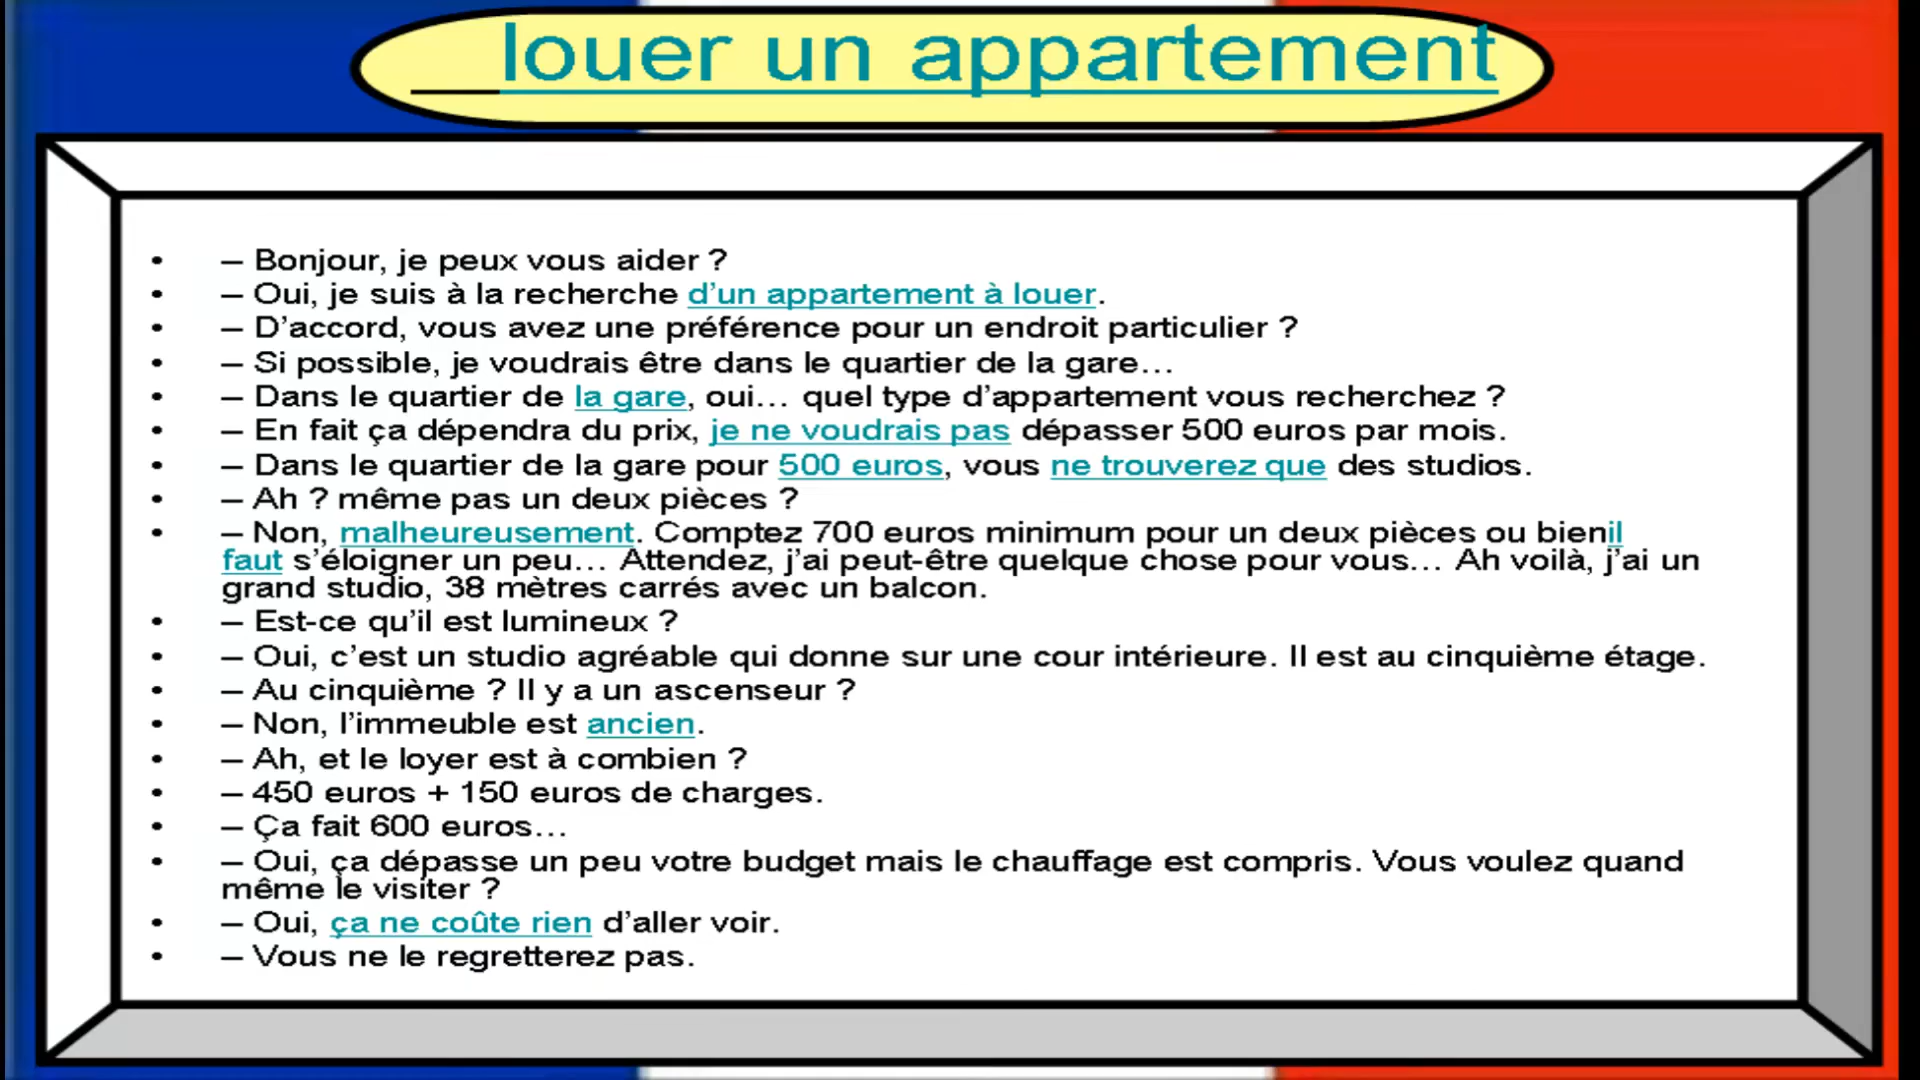 louer un appartement
• – Bonjour, je peux vous aider ?
• – Oui, je suis à la recherche d’un appartement à louer.
• – D’accord, vous avez une préférence pour un endroit particulier ?
• – Si possible, je voudrais être dans le quartier de la gare…
• – Dans le quartier de la gare, oui… quel type d’appartement vous recherchez ?
• – En fait ça dépendra du prix, je ne voudrais pas dépasser 500 euros par mois.
• – Dans le quartier de la gare pour 500 euros, vous ne trouverez que des studios.
• – Ah ? même pas un deux pièces ?
• – Non, malheureusement. Comptez 700 euros minimum pour un deux pièces ou bienil
faut s’éloigner un peu… Attendez, j’ai peut-être quelque chose pour vous… Ah voilà, j’ai un
grand studio, 38 mètres carrés avec un balcon.
• – Est-ce qu’il est lumineux ?
• – Oui, c’est un studio agréable qui donne sur une cour intérieure. Il est au cinquième étage.
• – Au cinquième ? Il y a un ascenseur ?
• – Non, l’immeuble est ancien.
• – Ah, et le loyer est à combien ?
• – 450 euros + 150 euros de charges.
• – Ça fait 600 euros…
• – Oui, ça dépasse un peu votre budget mais le chauffage est compris. Vous voulez quand
même le visiter ?
• – Oui, ça ne coûte rien d’aller voir.
• – Vous ne le regretterez pas.